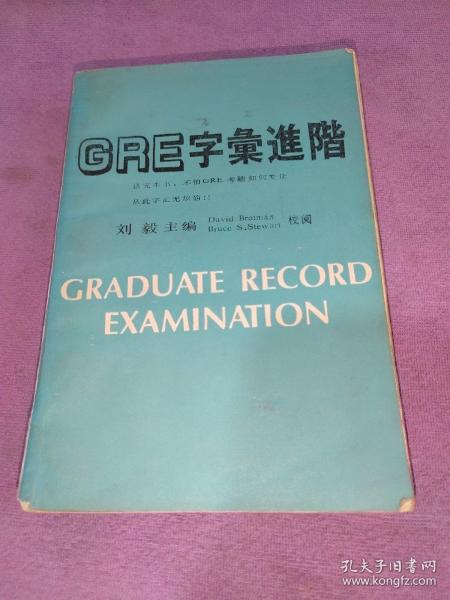 GRE字彙進階
读完本书，不怕GRE考题如何变化
从此字汇无烦恼!!
刘毅主编 David Broiman 校阅
Bruce S. Stewart
GRADUATE RECORD
EXAMINATION
孔夫子旧书网
www.kongfz.com